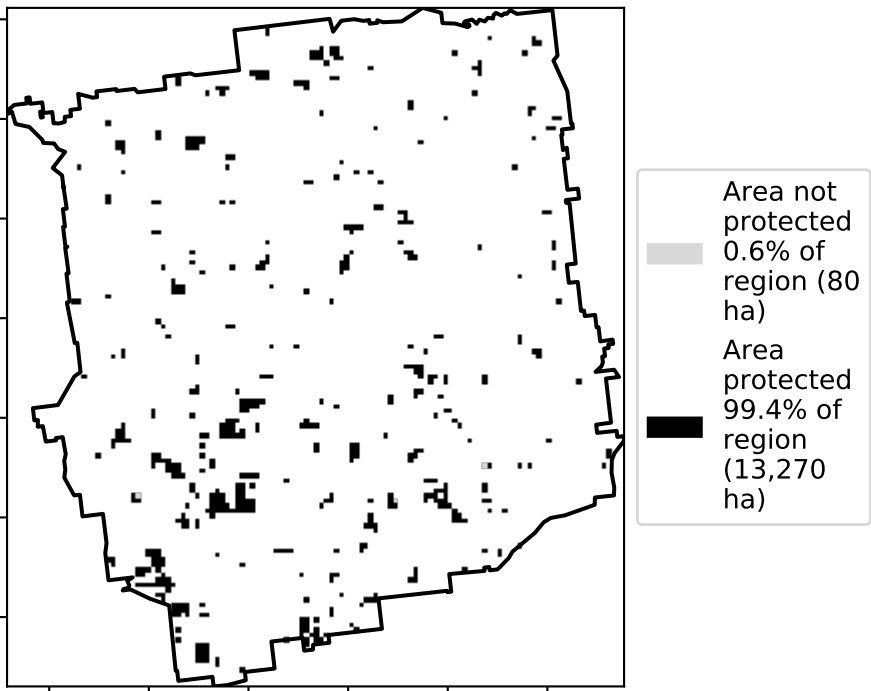 Area not
protected
0.6% of
region (80
ha)
Area
protected
99.4% of
region
(13,270
ha)